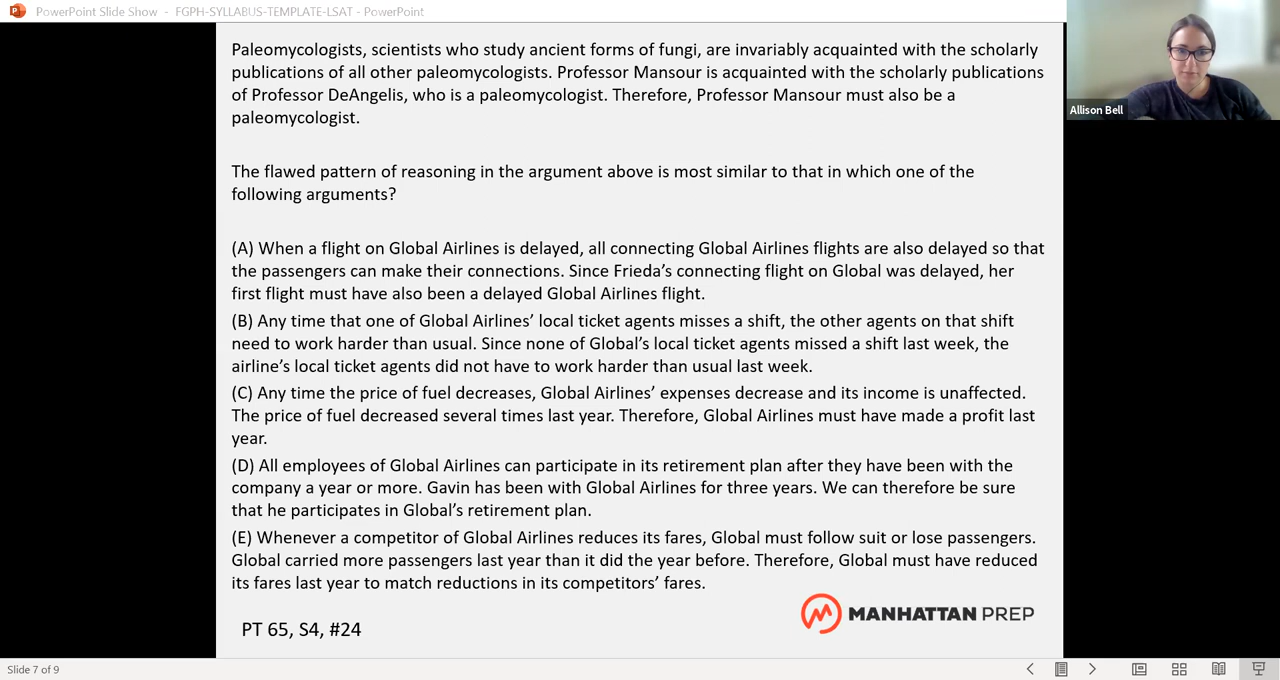 PowerPoint Slide Show - FGPH-SYLLABUS-TEMPLATE-LSAT - PowerPoint
Paleomycologists, scientists who study ancient forms of fungi, are invariably acquainted with the scholarly
publications of all other paleomycologists. Professor Mansour is acquainted with the scholarly publications
of Professor DeAngelis, who is a paleomycologist. Therefore, Professor Mansour must also be a
paleomycologist.
Allison Bell
The flawed pattern of reasoning in the argument above is most similar to that in which one of the
following arguments?
(A) When a flight on Global Airlines is delayed, all connecting Global Airlines flights are also delayed so that
the passengers can make their connections. Since Frieda’s connecting flight on Global was delayed, her
first flight must have also been a delayed Global Airlines flight.
(B) Any time that one of Global Airlines’ local ticket agents misses a shift, the other agents on that shift
need to work harder than usual. Since none of Global’s local ticket agents missed a shift last week, the
airline’s local ticket agents did not have to work harder than usual last week.
(C) Any time the price of fuel decreases, Global Airlines’ expenses decrease and its income is unaffected.
The price of fuel decreased several times last year. Therefore, Global Airlines must have made a profit last
year.
(D) All employees of Global Airlines can participate in its retirement plan after they have been with the
company a year or more. Gavin has been with Global Airlines for three years. We can therefore be sure
that he participates in Global’s retirement plan.
(E) Whenever a competitor of Global Airlines reduces its fares, Global must follow suit or lose passengers.
Global carried more passengers last year than it did the year before. Therefore, Global must have reduced
its fares last year to match reductions in its competitors’ fares.
MANHATTAN PREP
PT 65, S4, #24
Slide 7 of 9